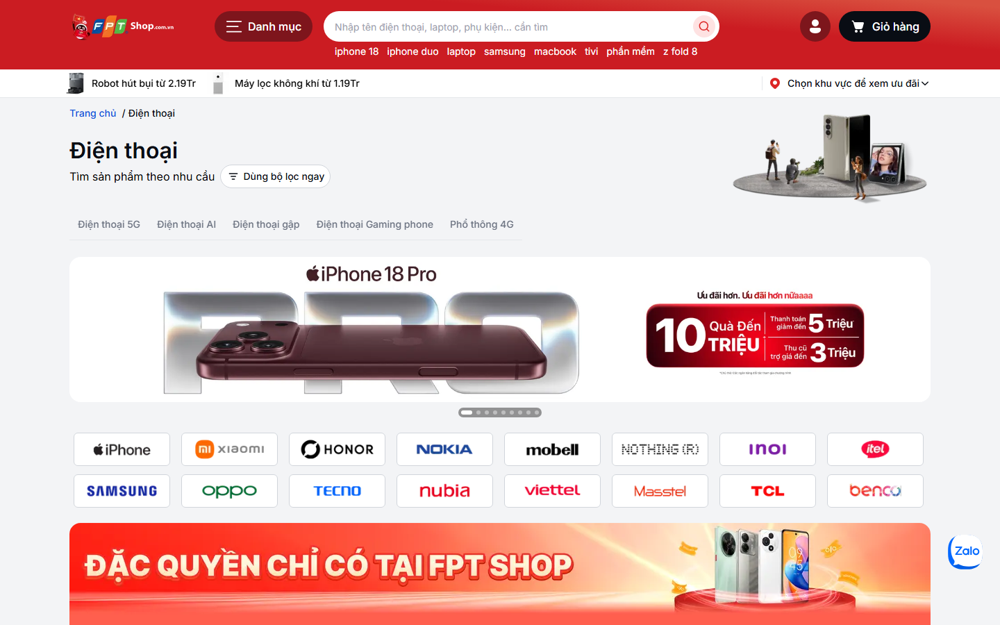 FPT Shop.com.vn
Danh mục
Nhập tên điện thoại, laptop, phụ kiện... cần tìm
Giỏ hàng
iphone 18 iphone duo laptop samsung macbook tivi phần mềm z fold 8
Robot hút bụi từ 2.19Tr
Máy lọc không khí từ 1.19Tr
Chọn khu vực để xem ưu đãi
Trang chủ / Điện thoại
Điện thoại
Tìm sản phẩm theo nhu cầu
Dùng bộ lọc ngay
Điện thoại 5G
Điện thoại AI
Điện thoại gập
Điện thoại Gaming phone
Phổ thông 4G
iPhone 18 Pro
PRO
Ưu đãi hơn. Ưu đãi hơn nữaaaa
10 Quà Đến TRIỆU
Thanh toán giảm đến 5 Triệu
Thu cũ trợ giá đến 3 Triệu
iPhone
mi xiaomi
HONOR
NOKIA
mobell
NOTHING (R)
INOI
itel
SAMSUNG
oppo
TECNO
nubia
viettel
Masstel
TCL
benco
ĐẶC QUYỀN CHỈ CÓ TẠI FPT SHOP
Zalo